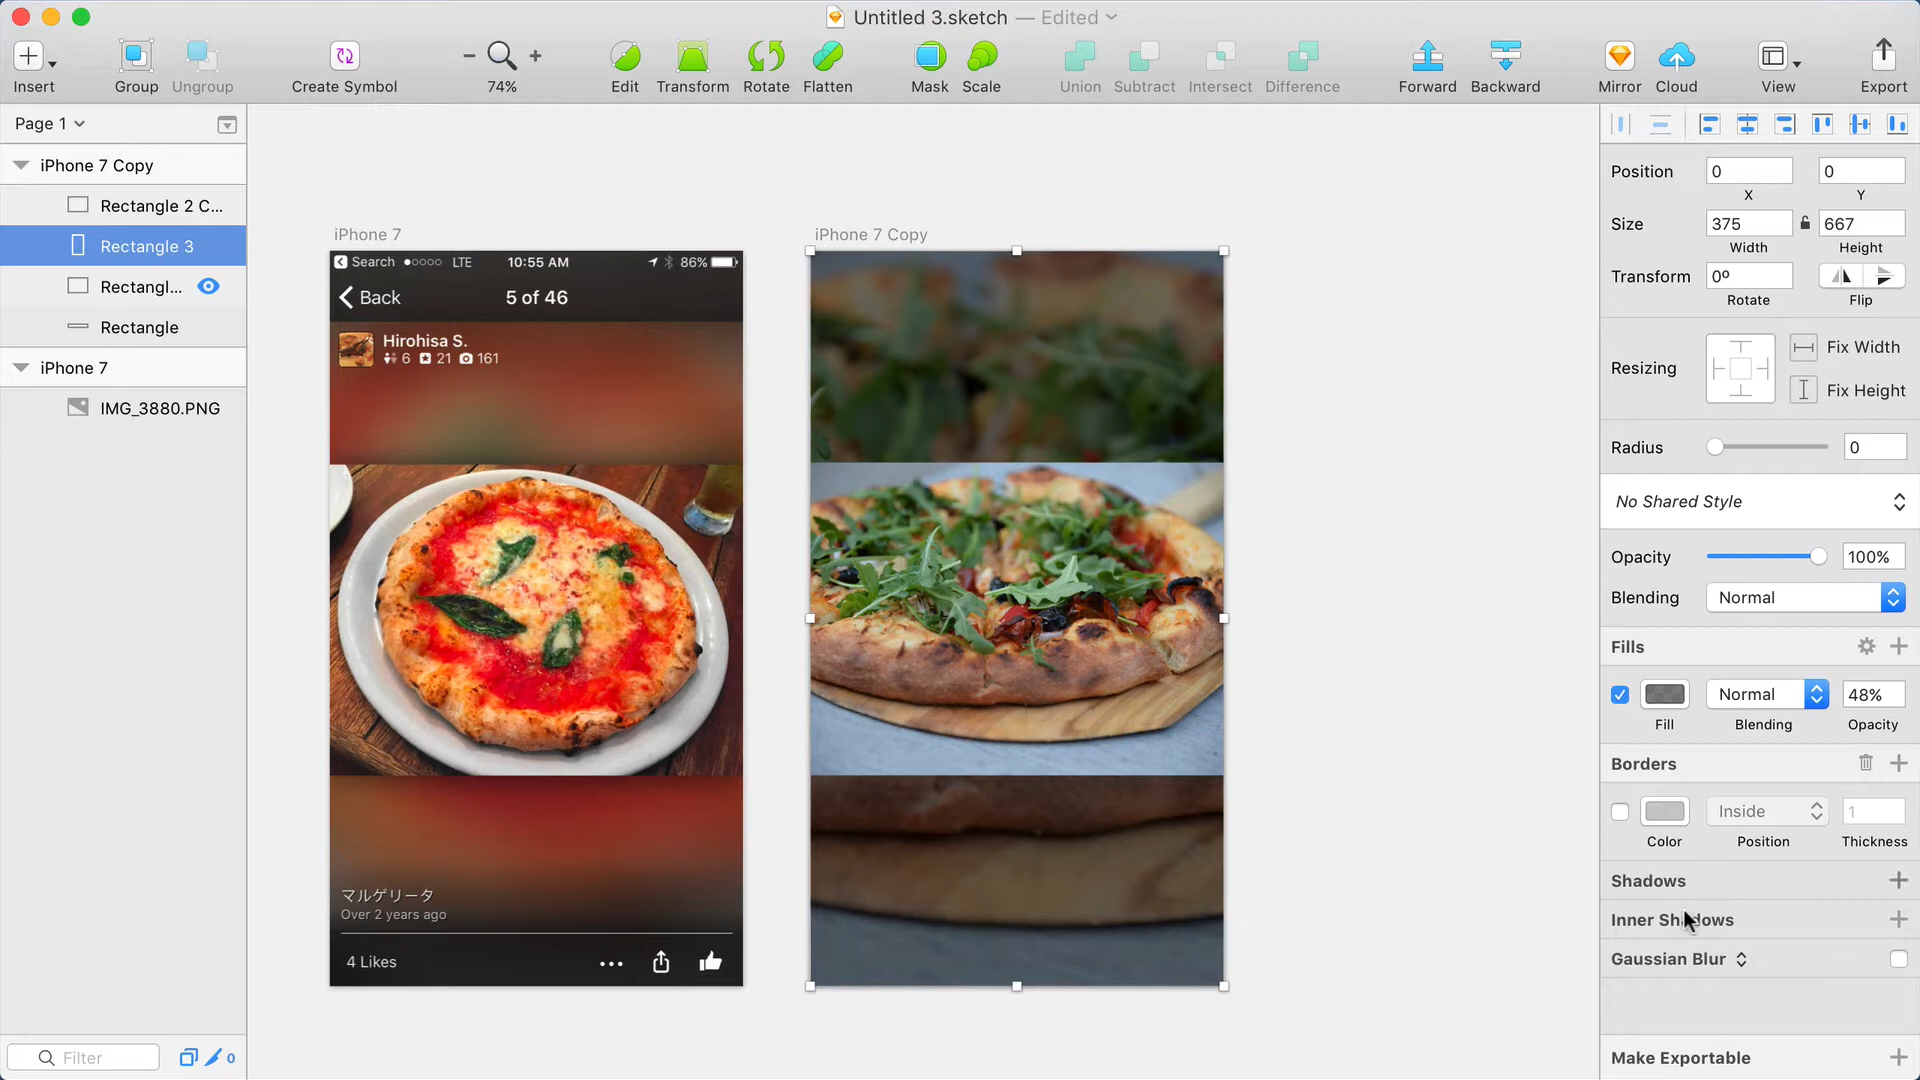 Untitled 3.sketch — Edited
Insert
Group
Ungroup
Create Symbol
74%
Edit
Transform
Rotate
Flatten
Mask
Scale
Union
Subtract
Intersect
Difference
Forward
Backward
Mirror
Cloud
View
Export
Page 1
iPhone 7 Copy
Rectangle 2 C...
Rectangle 3
Rectangl...
Rectangle
iPhone 7
IMG_3880.PNG
Filter
0
iPhone 7
Search LTE 10:55 AM 86%
Back 5 of 46
Hirohisa S.
6 21 161
マルゲリータ
Over 2 years ago
4 Likes
iPhone 7 Copy
Position 0 0
X Y
Size 375 667
Width Height
Transform 0º
Rotate Flip
Resizing Fix Width
Fix Height
Radius 0
No Shared Style
Opacity 100%
Blending Normal
Fills
Normal 48%
Fill Blending Opacity
Borders
Inside 1
Color Position Thickness
Shadows
Inner Shadows
Gaussian Blur
Make Exportable